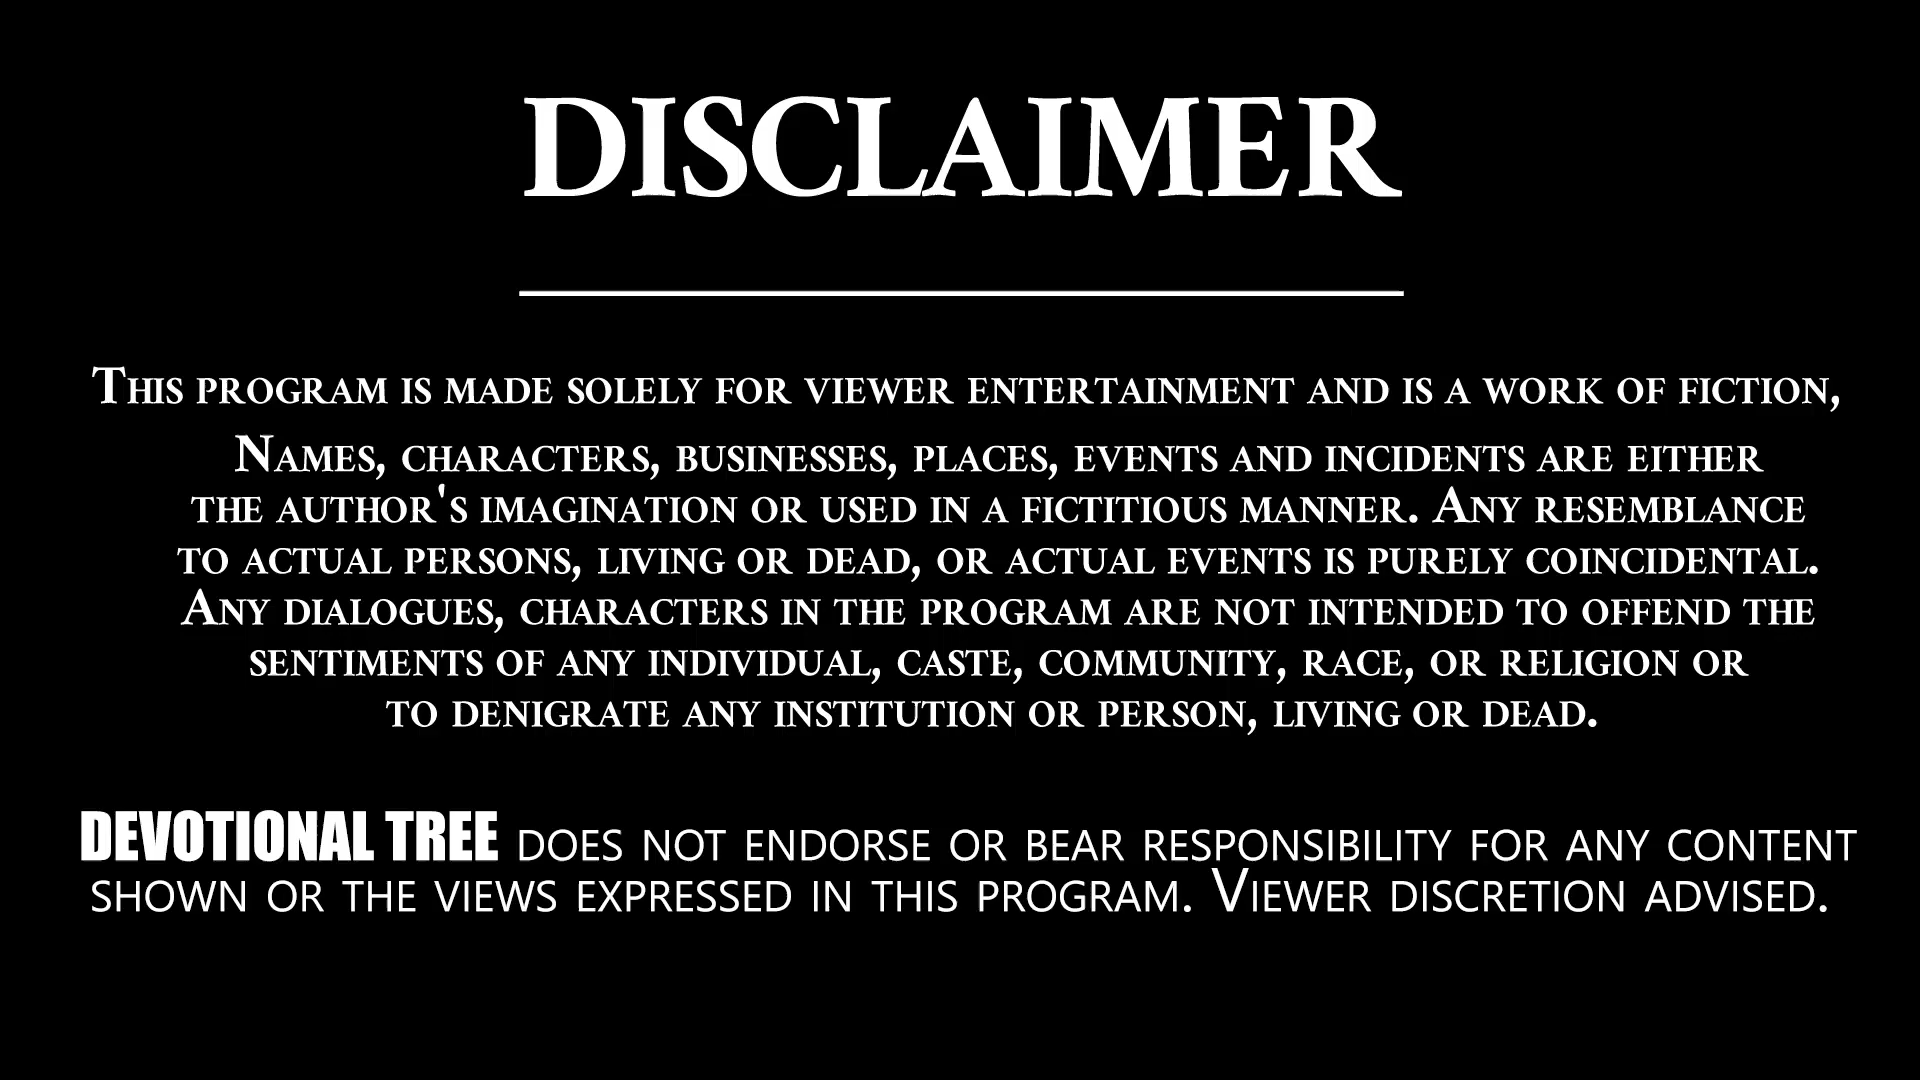 DISCLAIMER
This program is made solely for viewer entertainment and is a work of fiction,
Names, characters, businesses, places, events and incidents are either
the author's imagination or used in a fictitious manner. Any resemblance
to actual persons, living or dead, or actual events is purely coincidental.
Any dialogues, characters in the program are not intended to offend the
sentiments of any individual, caste, community, race, or religion or
to denigrate any institution or person, living or dead.
DEVOTIONAL TREE does not endorse or bear responsibility for any content
shown or the views expressed in this program. Viewer discretion advised.